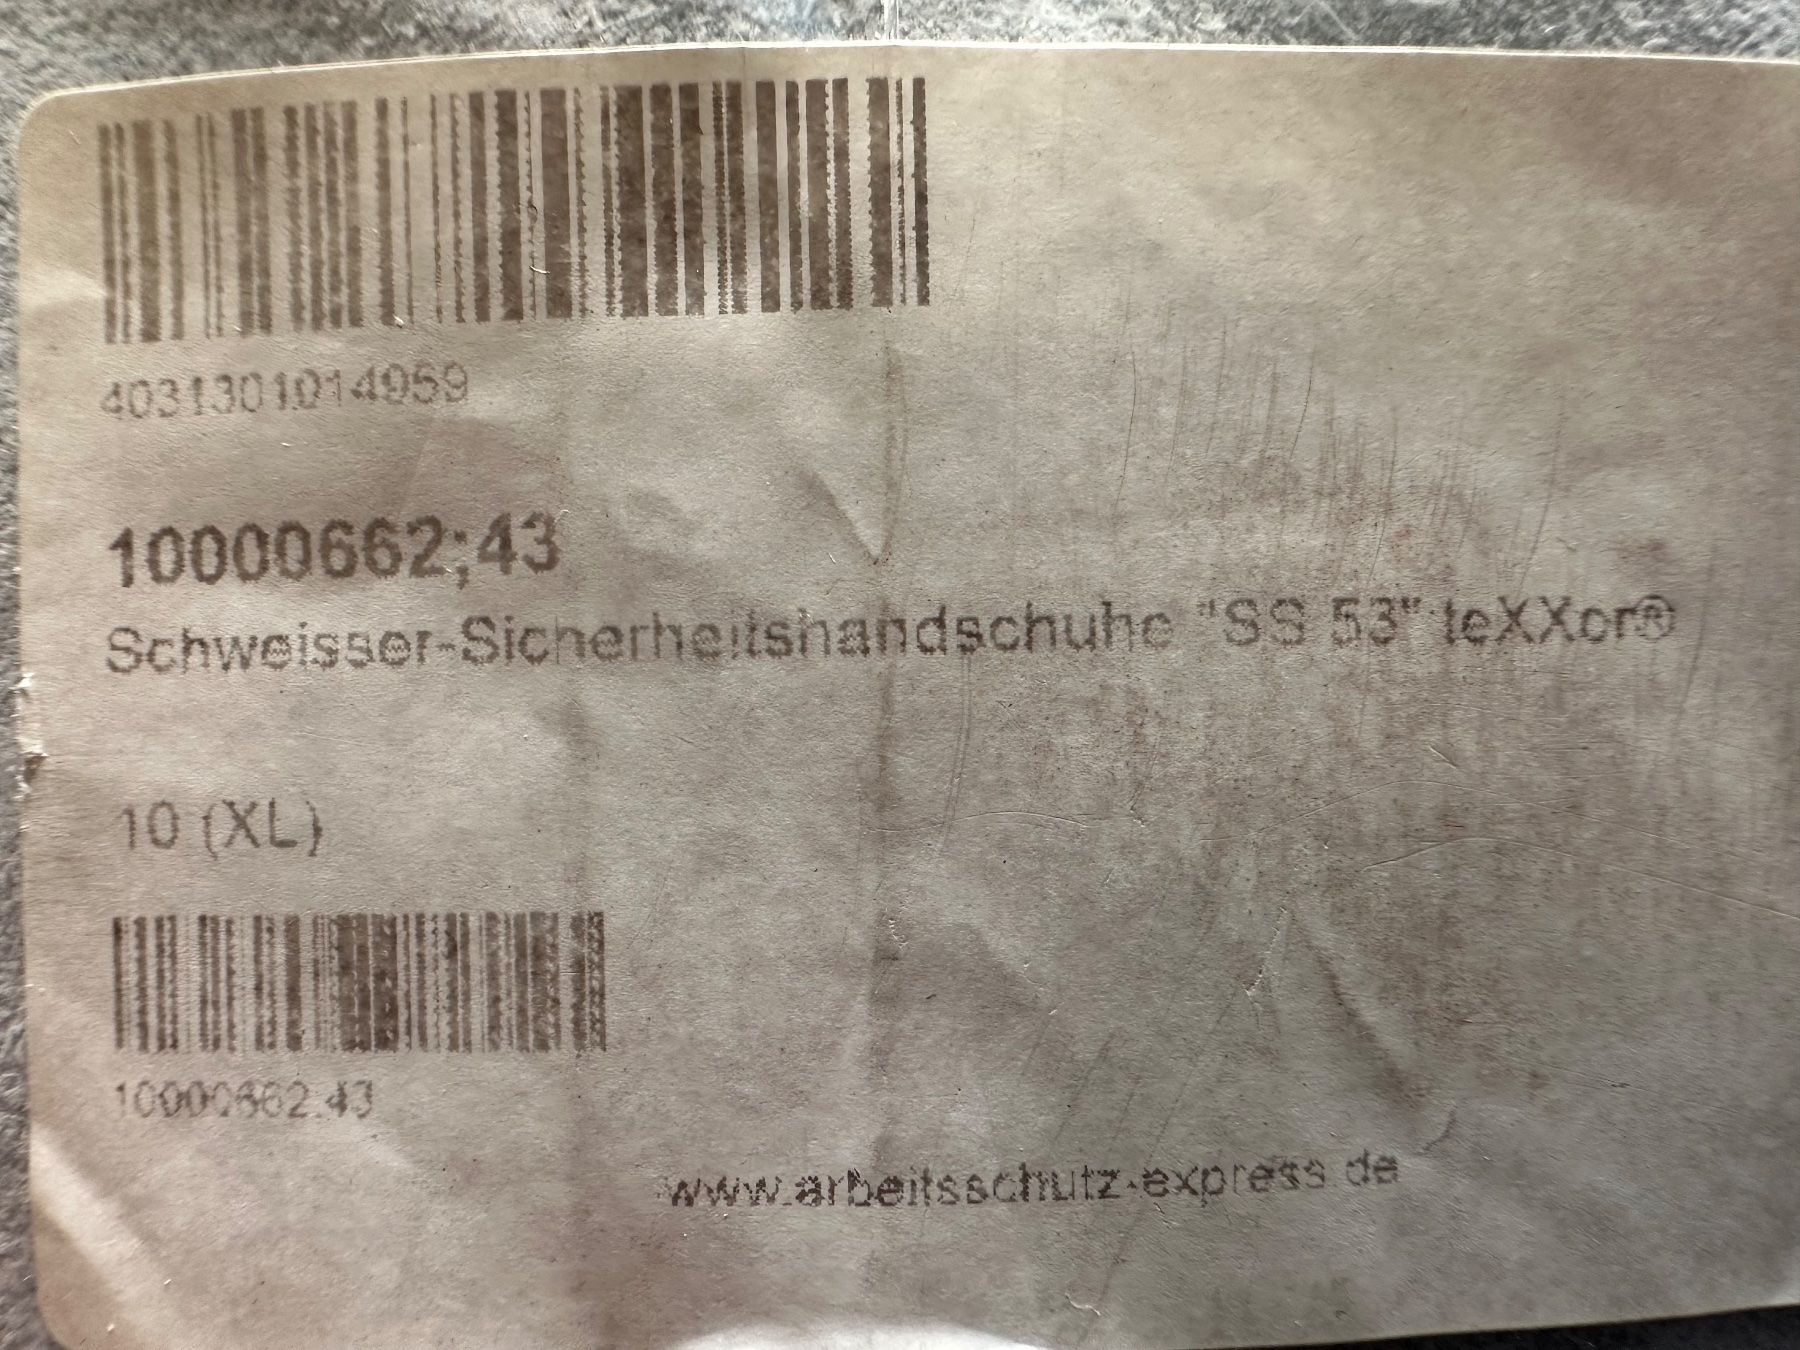 4031301014959
10000662;43
Schweisser-Sicherheitshandschuhe "SS 53" teXXor®
10 (XL)
10000662;43
www.arbeitsschutz-express.de